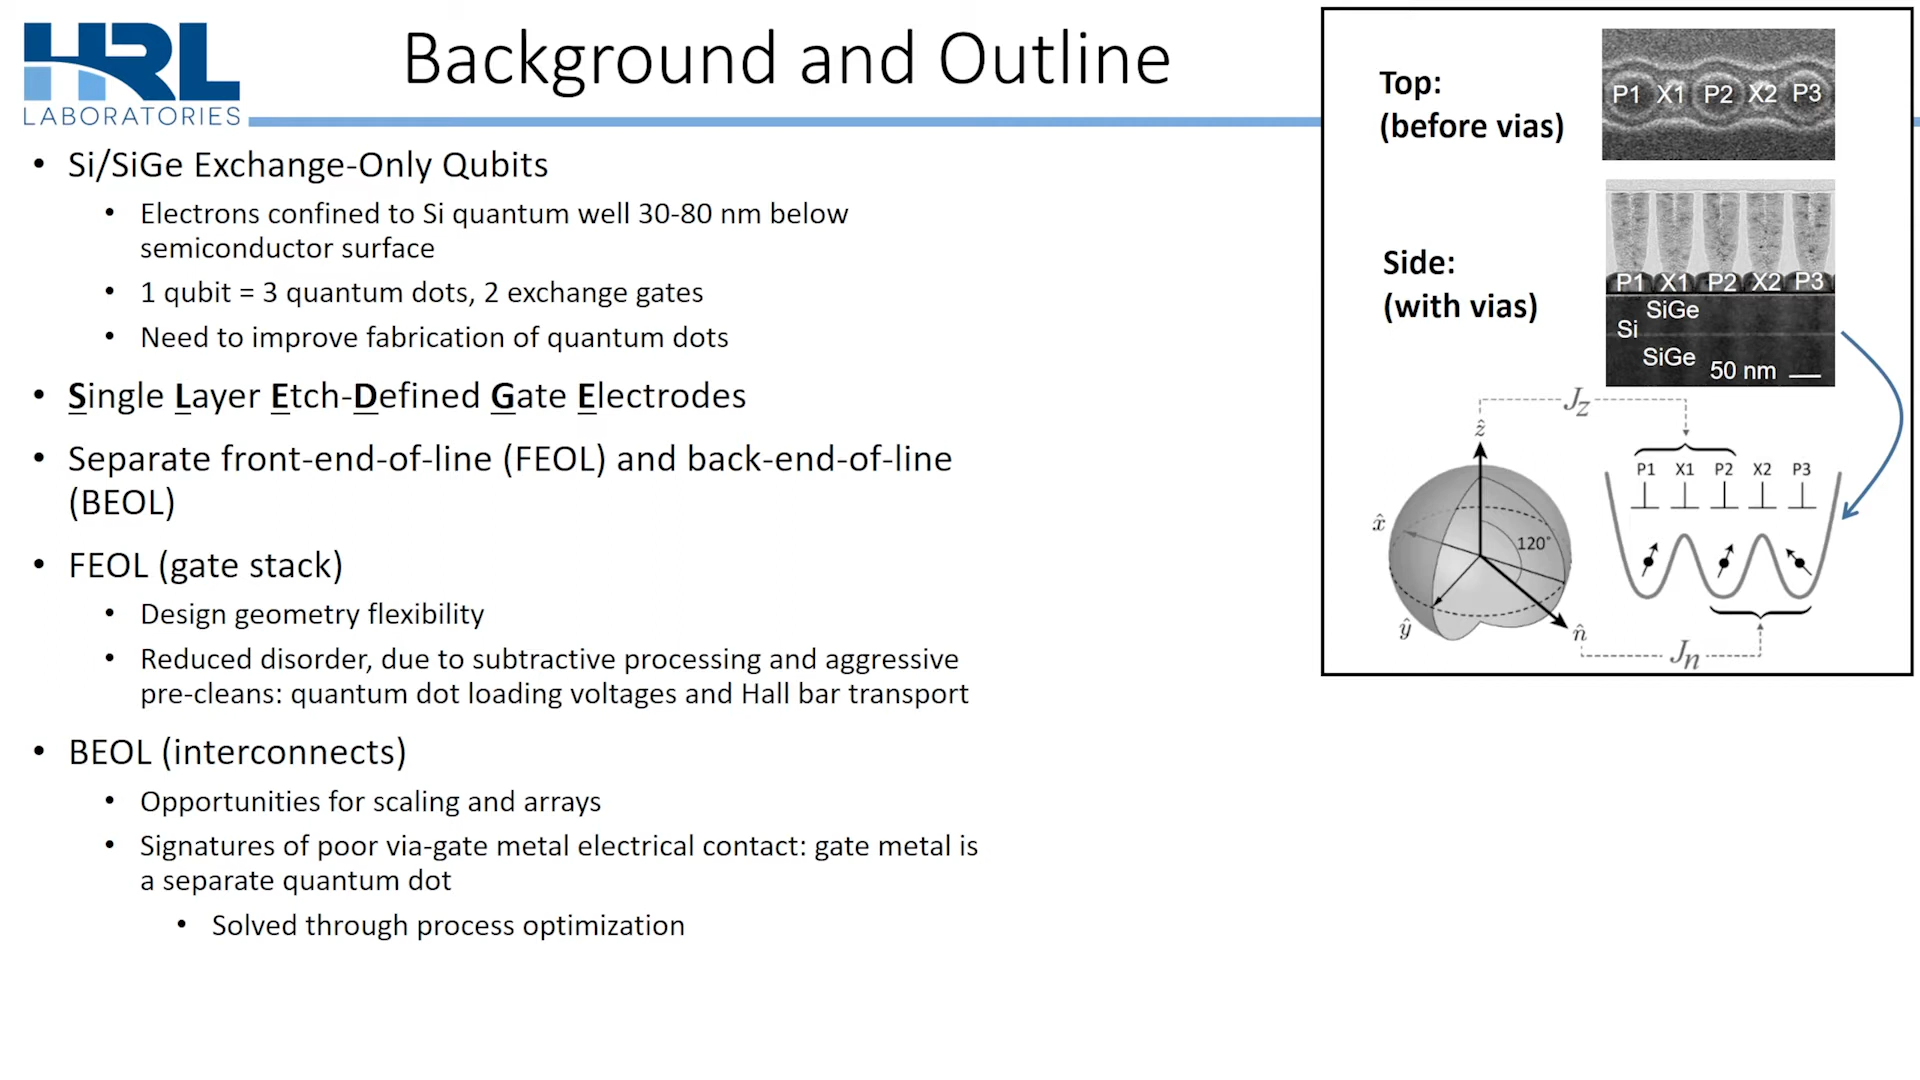 HRL
LABORATORIES
Background and Outline
• Si/SiGe Exchange-Only Qubits
• Electrons confined to Si quantum well 30-80 nm below
semiconductor surface
• 1 qubit = 3 quantum dots, 2 exchange gates
• Need to improve fabrication of quantum dots
• Single Layer Etch-Defined Gate Electrodes
• Separate front-end-of-line (FEOL) and back-end-of-line
(BEOL)
• FEOL (gate stack)
• Design geometry flexibility
• Reduced disorder, due to subtractive processing and aggressive
pre-cleans: quantum dot loading voltages and Hall bar transport
• BEOL (interconnects)
• Opportunities for scaling and arrays
• Signatures of poor via-gate metal electrical contact: gate metal is
a separate quantum dot
• Solved through process optimization
Top:
(before vias)
P1 X1 P2 X2 P3
Side:
(with vias)
P1 X1 P2 X2 P3
SiGe
Si
SiGe
50 nm
Jz
ẑ
P1 X1 P2 X2 P3
x̂
120°
ŷ
n̂
Jn